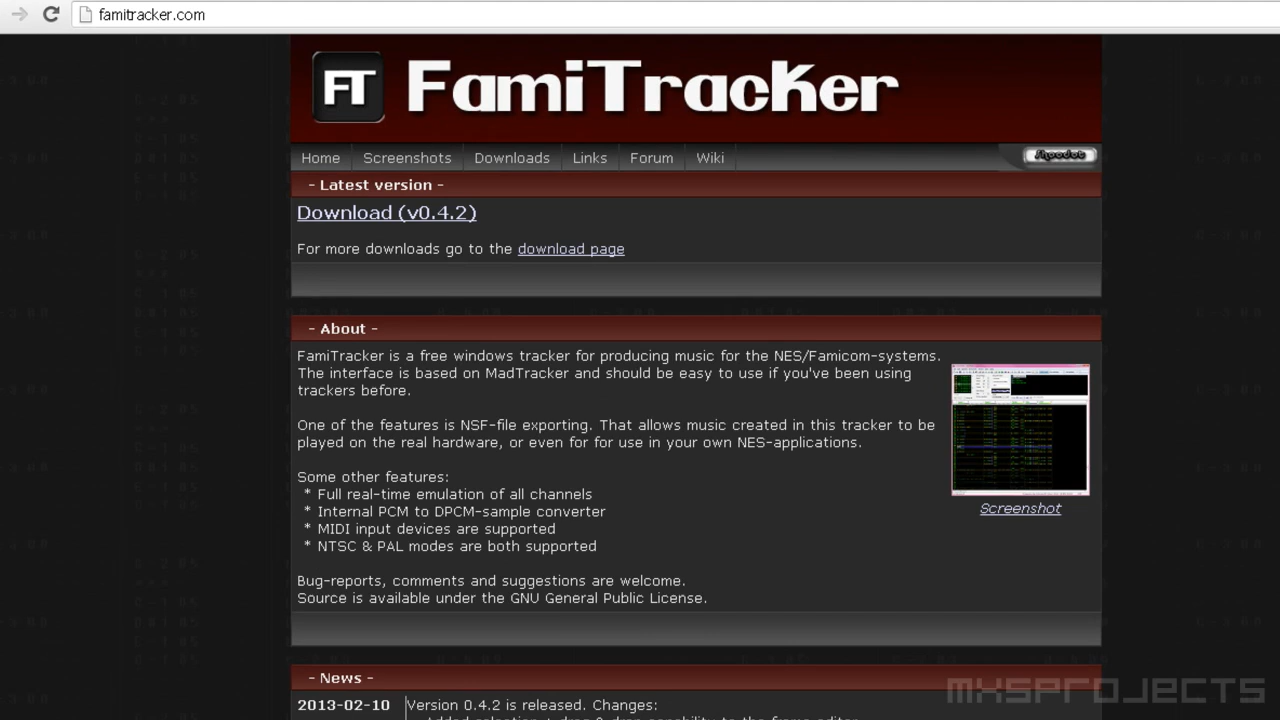 famitracker.com
FT FamiTracker
Home Screenshots Downloads Links Forum Wiki
- Latest version -
Download (v0.4.2)
For more downloads go to the download page
- About -
FamiTracker is a free windows tracker for producing music for the NES/Famicom-systems.
The interface is based on MadTracker and should be easy to use if you've been using
trackers before.
One of the features is NSF-file exporting. That allows music created in this tracker to be
played on the real hardware, or even for for use in your own NES-applications.
Some other features:
* Full real-time emulation of all channels
* Internal PCM to DPCM-sample converter
* MIDI input devices are supported
* NTSC & PAL modes are both supported
Screenshot
Bug-reports, comments and suggestions are welcome.
Source is available under the GNU General Public License.
- News -
2013-02-10 Version 0.4.2 is released. Changes:
MXSPROJECTS